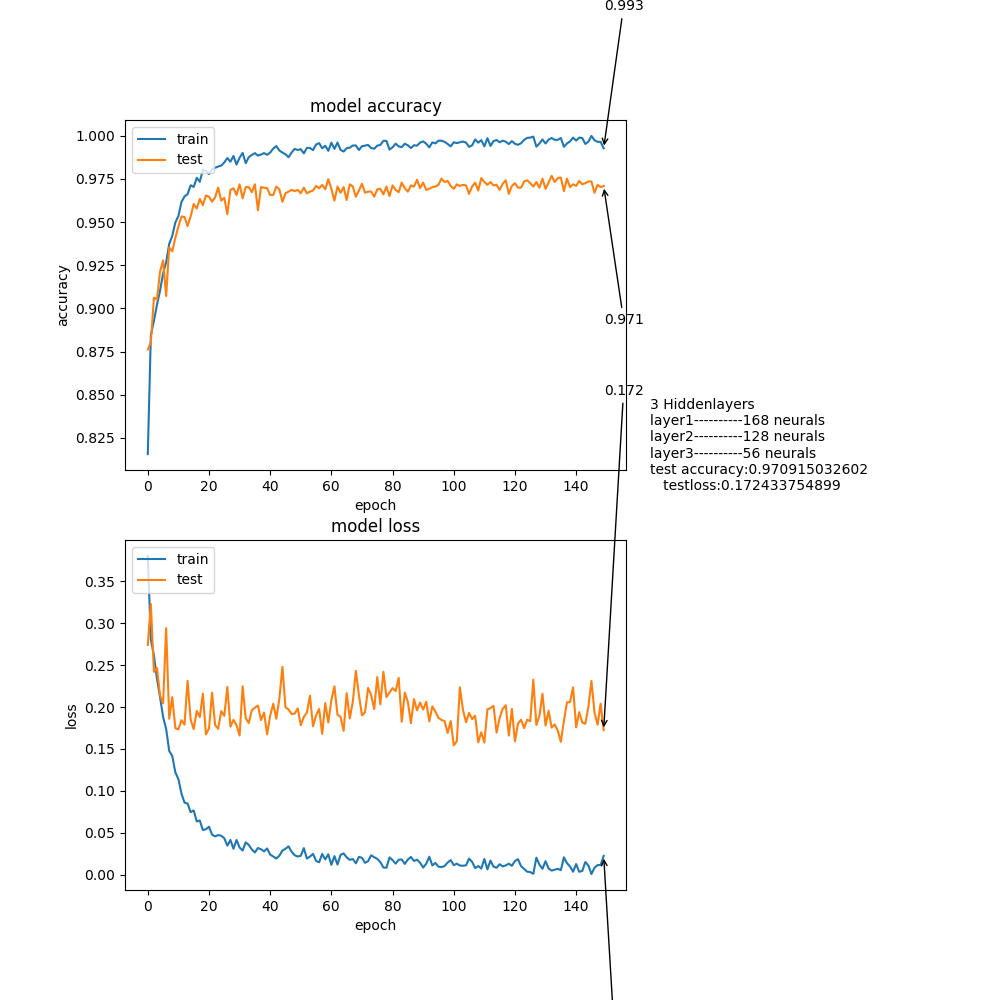 0.993
model accuracy
train
test
1.000
0.975
0.950
0.925
0.900
0.875
0.850
0.825
accuracy
0 20 40 60 80 100 120 140
epoch
0.971
0.172
3 Hiddenlayers
layer1----------168 neurals
layer2----------128 neurals
layer3----------56 neurals
test accuracy:0.970915032602
testloss:0.172433754899
model loss
train
test
0.35
0.30
0.25
0.20
0.15
0.10
0.05
0.00
loss
0 20 40 60 80 100 120 140
epoch